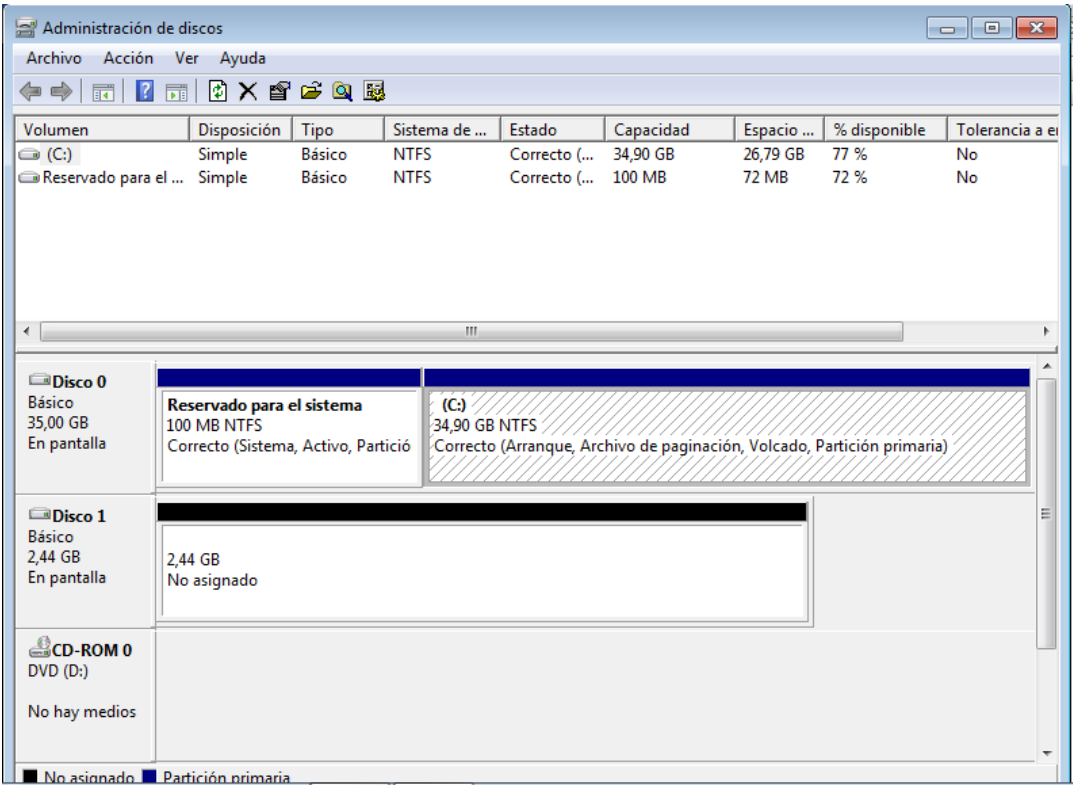 Administración de discos
Archivo Acción Ver Ayuda
Volumen Disposición Tipo Sistema de ... Estado Capacidad Espacio ... % disponible Tolerancia a
(C:) Simple Básico NTFS Correcto (... 34,90 GB 26,79 GB 77 % No
Reservado para el ... Simple Básico NTFS Correcto (... 100 MB 72 MB 72 % No
Disco 0
Básico
35,00 GB
En pantalla
Reservado para el sistema
100 MB NTFS
Correcto (Sistema, Activo, Partició
(C:)
34,90 GB NTFS
Correcto (Arranque, Archivo de paginación, Volcado, Partición primaria)
Disco 1
Básico
2,44 GB
En pantalla
2,44 GB
No asignado
CD-ROM 0
DVD (D:)
No hay medios
No asignado Partición primaria